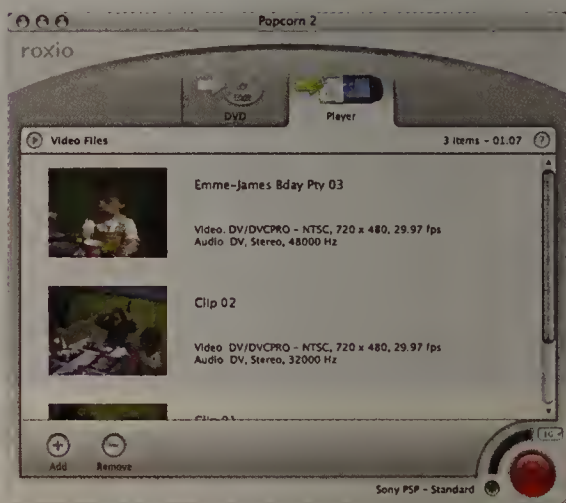 Popcorn 2
roxio
DVD
Player
Video Files
3 items - 01.07
?
Emme-James Bday Pty 03
Video. DV/DVCPRO - NTSC, 720 x 480, 29.97 fps
Audio DV, Stereo, 48000 Hz
Clip 02
Video DV/DVCPRO - NTSC, 720 x 480, 29.97 fps
Audio DV, Stereo, 32000 Hz
Add
Remove
Sony PSP - Standard